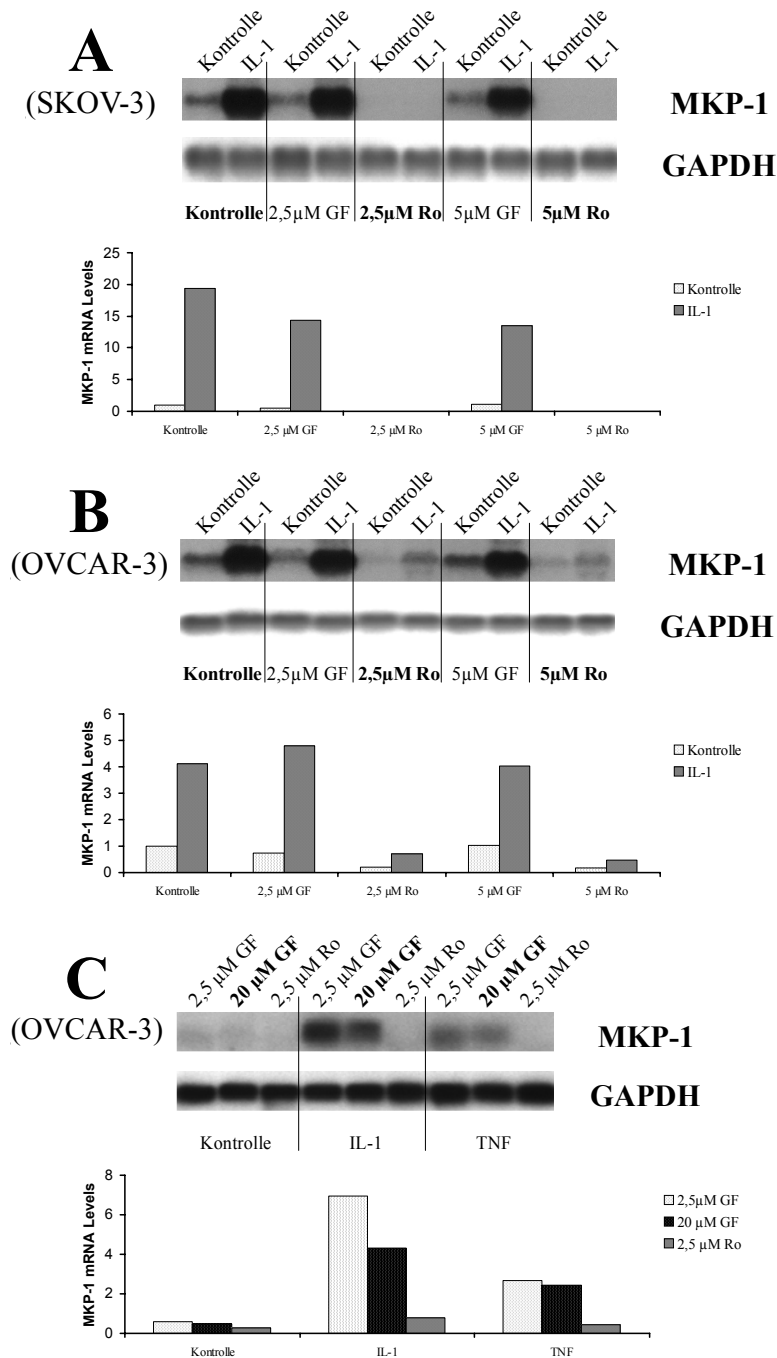 A
(SKOV-3)
Kontrolle IL-1 Kontrolle IL-1 Kontrolle IL-1 Kontrolle IL-1 Kontrolle IL-1
MKP-1
GAPDH
Kontrolle 2,5µM GF 2,5µM Ro 5µM GF 5µM Ro
MKP-1 mRNA Levels
25
20
15
10
5
0
Kontrolle 2,5 µM GF 2,5 µM Ro 5 µM GF 5 µM Ro
Kontrolle
IL-1
B
(OVCAR-3)
Kontrolle IL-1 Kontrolle IL-1 Kontrolle IL-1 Kontrolle IL-1 Kontrolle IL-1
MKP-1
GAPDH
Kontrolle 2,5µM GF 2,5µM Ro 5µM GF 5µM Ro
MKP-1 mRNA Levels
6
5
4
3
2
1
0
Kontrolle 2,5 µM GF 2,5 µM Ro 5 µM GF 5 µM Ro
Kontrolle
IL-1
C
(OVCAR-3)
2,5 µM GF 20 µM GF 2,5 µM Ro 2,5 µM GF 20 µM GF 2,5 µM Ro 2,5 µM GF 20 µM GF 2,5 µM Ro
MKP-1
GAPDH
Kontrolle IL-1 TNF
MKP-1 mRNA Levels
8
6
4
2
0
Kontrolle IL-1 TNF
2,5µM GF
20 µM GF
2,5 µM Ro